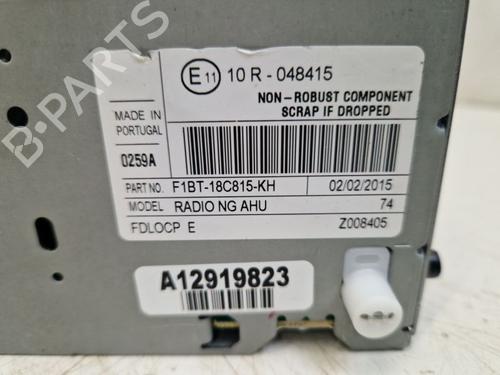 E 11 10 R - 048415
NON-ROBUST COMPONENT
SCRAP IF DROPPED
MADE IN
PORTUGAL
0259A
PART NO. F1BT-18C815-KH 02/02/2015
MODEL RADIO NG AHU 74
FDLOCP E Z008405
A12919823
B-PARTS